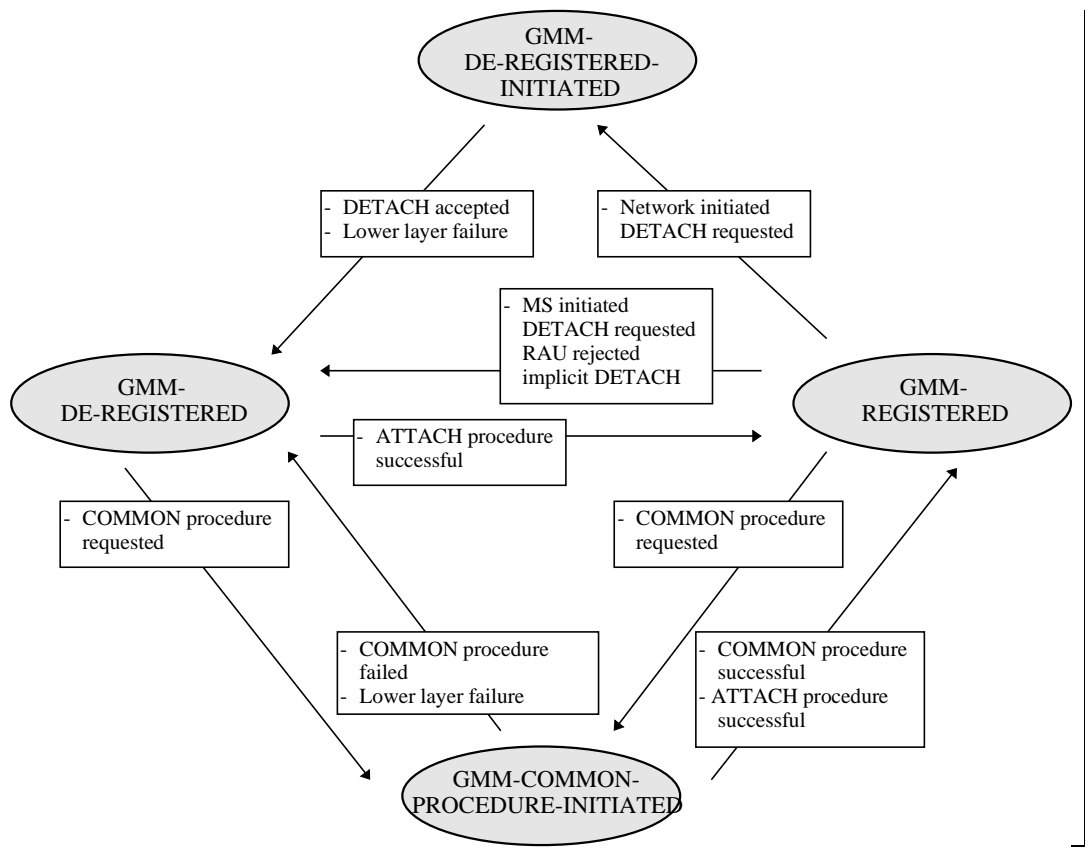 GMM-
DE-REGISTERED-
INITIATED
- DETACH accepted
- Lower layer failure
- Network initiated
DETACH requested
- MS initiated
DETACH requested
RAU rejected
implicit DETACH
GMM-
DE-REGISTERED
GMM-
REGISTERED
- ATTACH procedure
successful
- COMMON procedure
requested
- COMMON procedure
requested
- COMMON procedure
failed
- Lower layer failure
- COMMON procedure
successful
- ATTACH procedure
successful
GMM-COMMON-
PROCEDURE-INITIATED